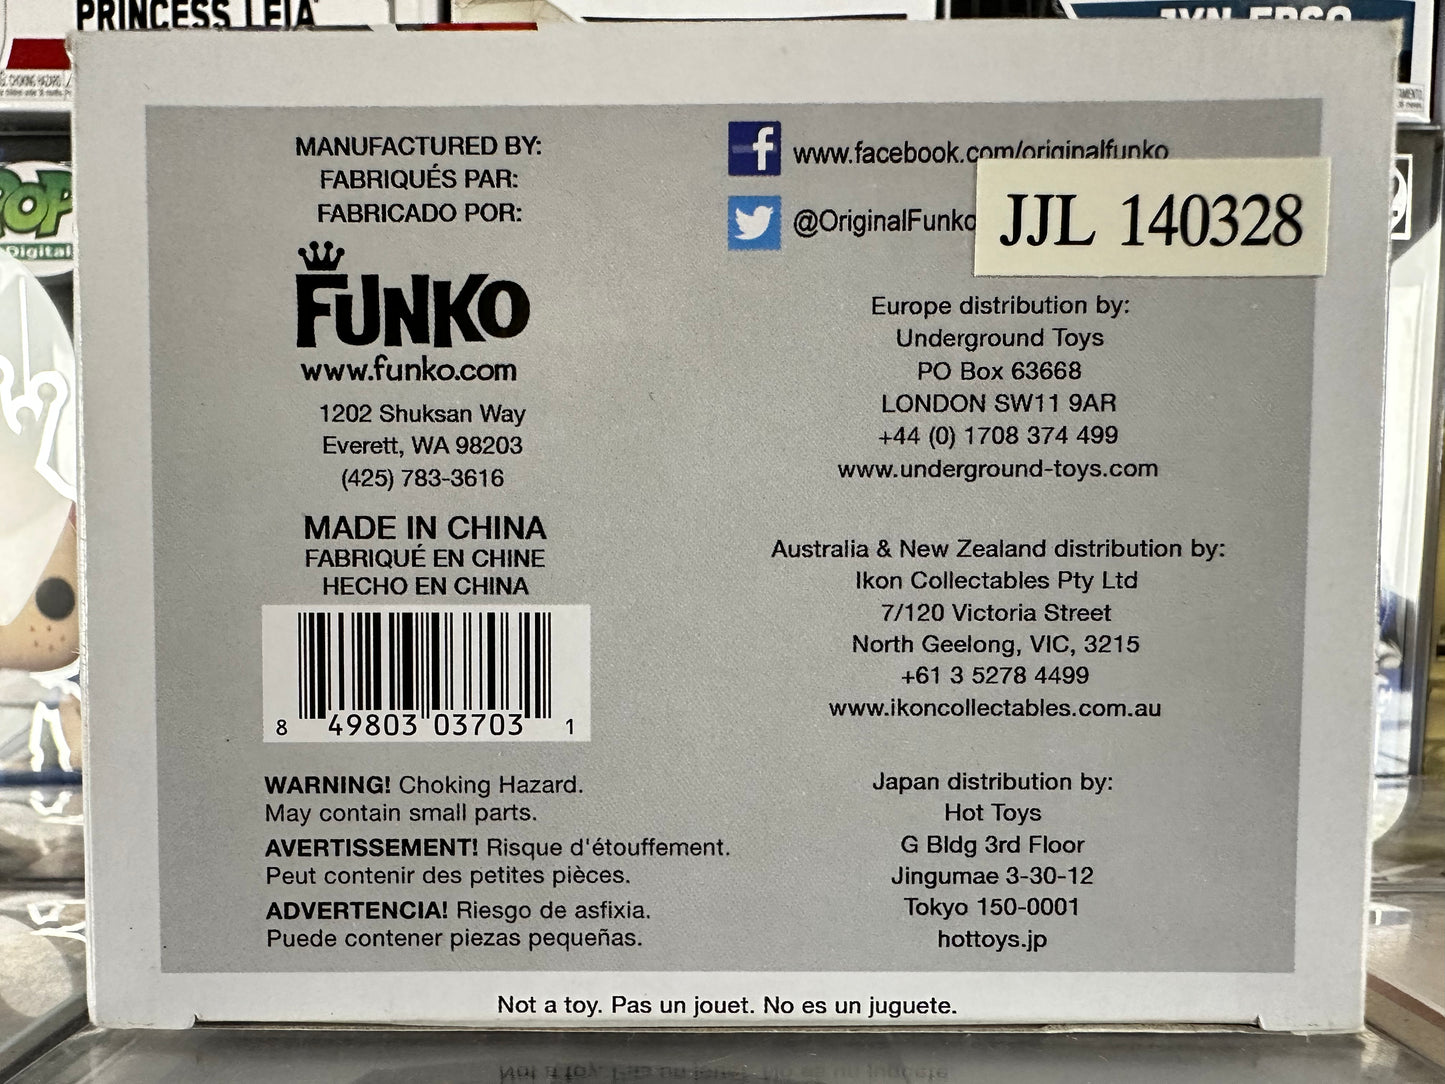 PRINCESS LEIA
JYN ERSO
POP
Digital
MANUFACTURED BY:
FABRIQUÉS PAR:
FABRICADO POR:
FUNKO
www.funko.com
1202 Shuksan Way
Everett, WA 98203
(425) 783-3616
MADE IN CHINA
FABRIQUÉ EN CHINE
HECHO EN CHINA
8 49803 03703 1
WARNING! Choking Hazard.
May contain small parts.
AVERTISSEMENT! Risque d'étouffement.
Peut contenir des petites pièces.
ADVERTENCIA! Riesgo de asfixia.
Puede contener piezas pequeñas.
f www.facebook.com/originalfunko
@OriginalFunko
JJL 140328
Europe distribution by:
Underground Toys
PO Box 63668
LONDON SW11 9AR
+44 (0) 1708 374 499
www.underground-toys.com
Australia & New Zealand distribution by:
Ikon Collectables Pty Ltd
7/120 Victoria Street
North Geelong, VIC, 3215
+61 3 5278 4499
www.ikoncollectables.com.au
Japan distribution by:
Hot Toys
G Bldg 3rd Floor
Jingumae 3-30-12
Tokyo 150-0001
hottoys.jp
Not a toy. Pas un jouet. No es un juguete.